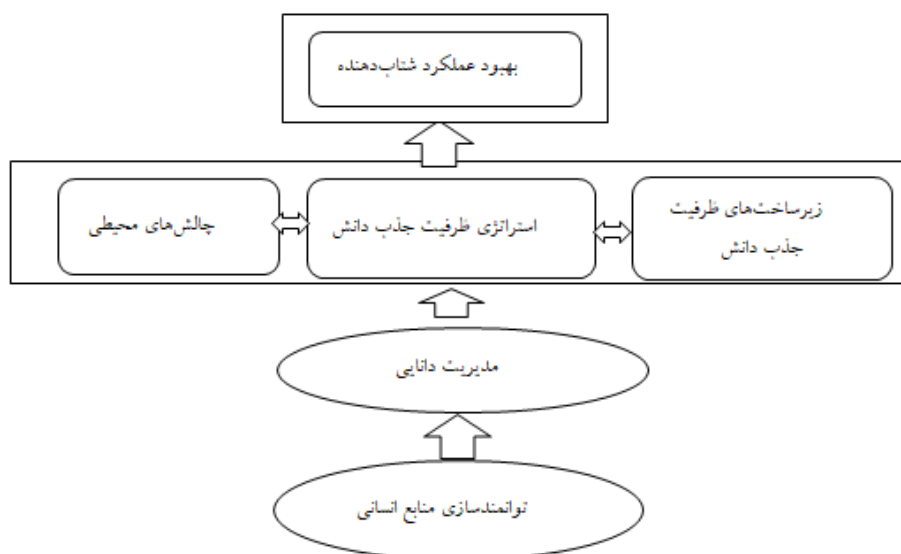 بهبود عملکرد شتاب‌دهنده
زیرساخت‌های ظرفیت
جذب دانش
استراتژی ظرفیت جذب دانش
چالش‌های محیطی
مدیریت دانایی
توانمندسازی منابع انسانی